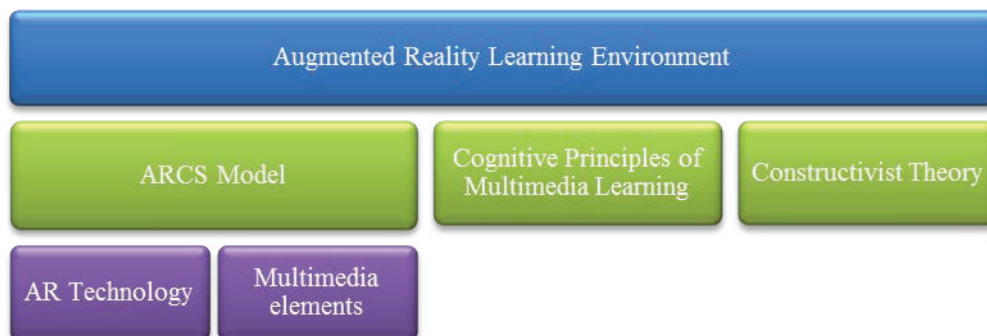 Augmented Reality Learning Environment
ARCS Model
Cognitive Principles of
Multimedia Learning
Constructivist Theory
AR Technology
Multimedia
elements